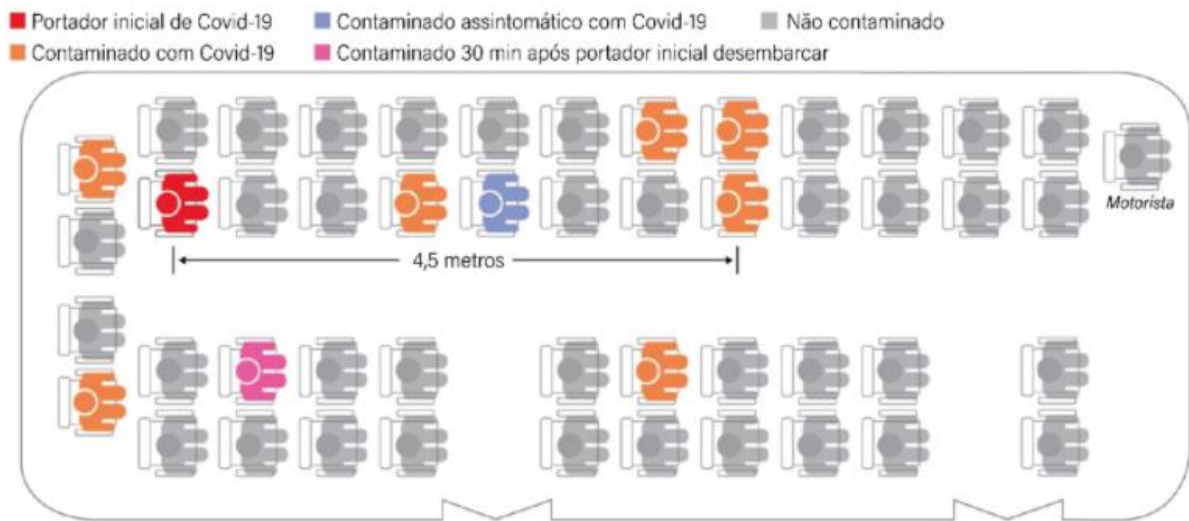 Portador inicial de Covid-19 Contaminado assintomático com Covid-19 Não contaminado
Contaminado com Covid-19 Contaminado 30 min após portador inicial desembarcar
Motorista
4,5 metros